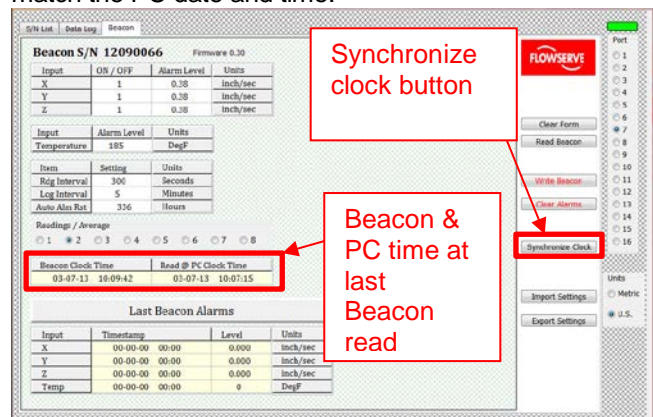 match the PC date and time.
S/N List Data Log Beacon
Beacon S/N 12090066 Firmware 0.30
Input ON / OFF Alarm Level Units
X 1 0.38 inch/sec
Y 1 0.38 inch/sec
Z 1 0.38 inch/sec
Input Alarm Level Units
Temperature 185 DegF
Item Setting Units
Rdg Interval 300 Seconds
Log Interval 5 Minutes
Auto Alm Rst 336 Hours
Readings / Average
1 2 3 4 5 6 7 8
Beacon Clock Time Read @ PC Clock Time
03-07-13 10:09:42 03-07-13 10:07:15
Last Beacon Alarms
Input Timestamp Level Units
X 00-00-00 00:00 0.000 inch/sec
Y 00-00-00 00:00 0.000 inch/sec
Z 00-00-00 00:00 0.000 inch/sec
Temp 00-00-00 00:00 0 DegF
Synchronize
clock button
Beacon &
PC time at
last
Beacon
read
FLOWSERVE
Clear Form
Read Beacon
Write Beacon
Clear Alarms
Synchronize Clock
Import Settings
Export Settings
Port
1
2
3
4
5
6
7
8
9
10
11
12
13
14
15
16
Units
Metric
U.S.